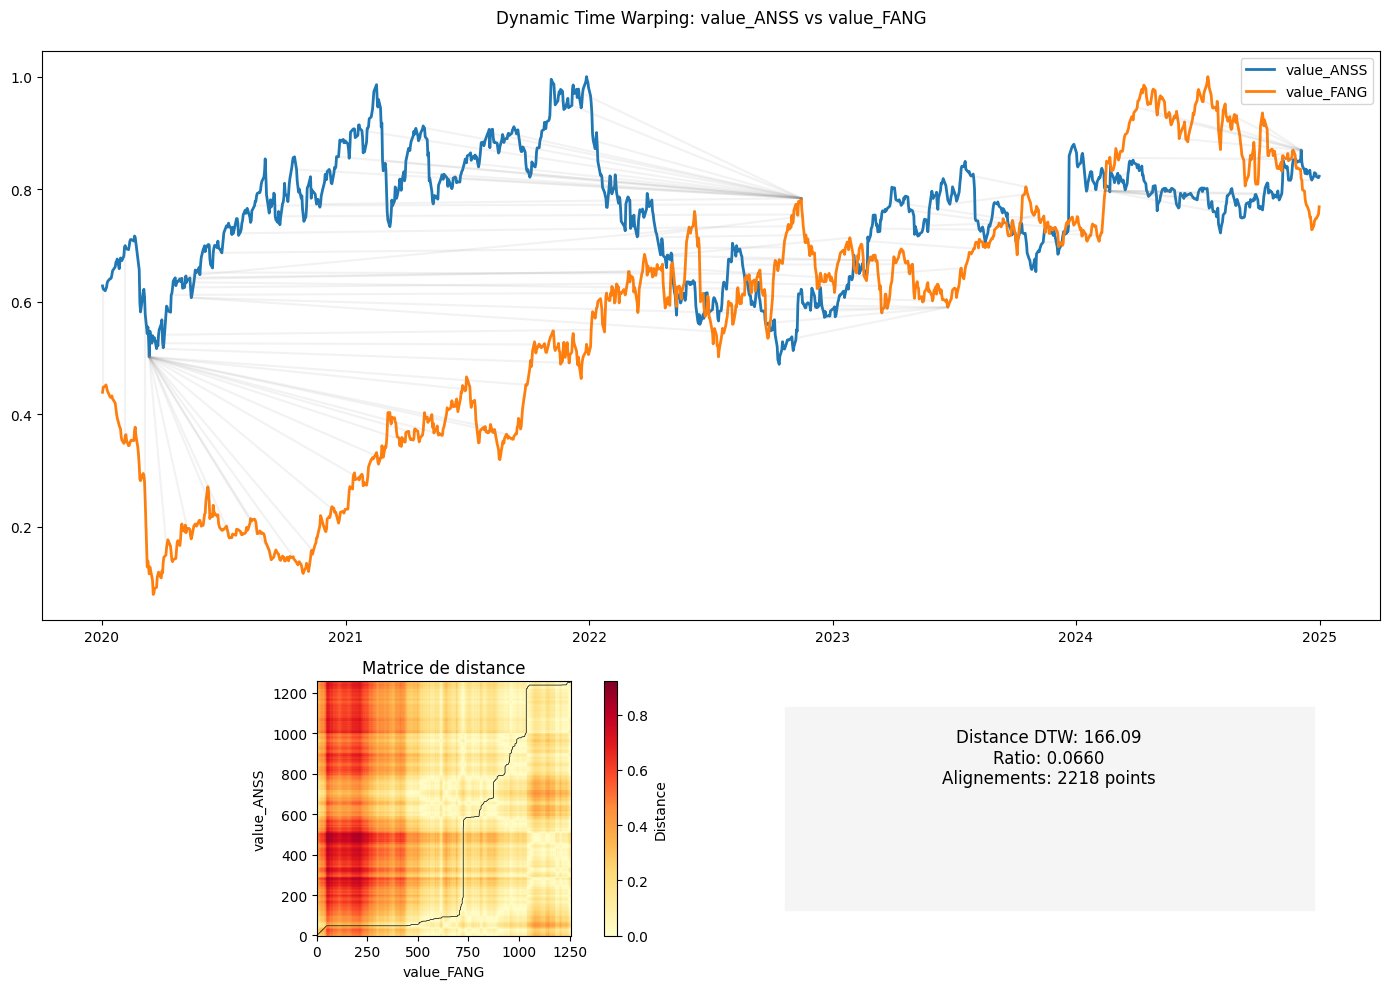 Dynamic Time Warping: value_ANSS vs value_FANG
1.0
0.8
0.6
0.4
0.2
value_ANSS
value_FANG
2020 2021 2022 2023 2024 2025
Matrice de distance
1200
1000
800
600
400
200
0
value_ANSS
0 250 500 750 1000 1250
value_FANG
0.8
0.6
0.4
0.2
0.0
Distance
Distance DTW: 166.09
Ratio: 0.0660
Alignements: 2218 points